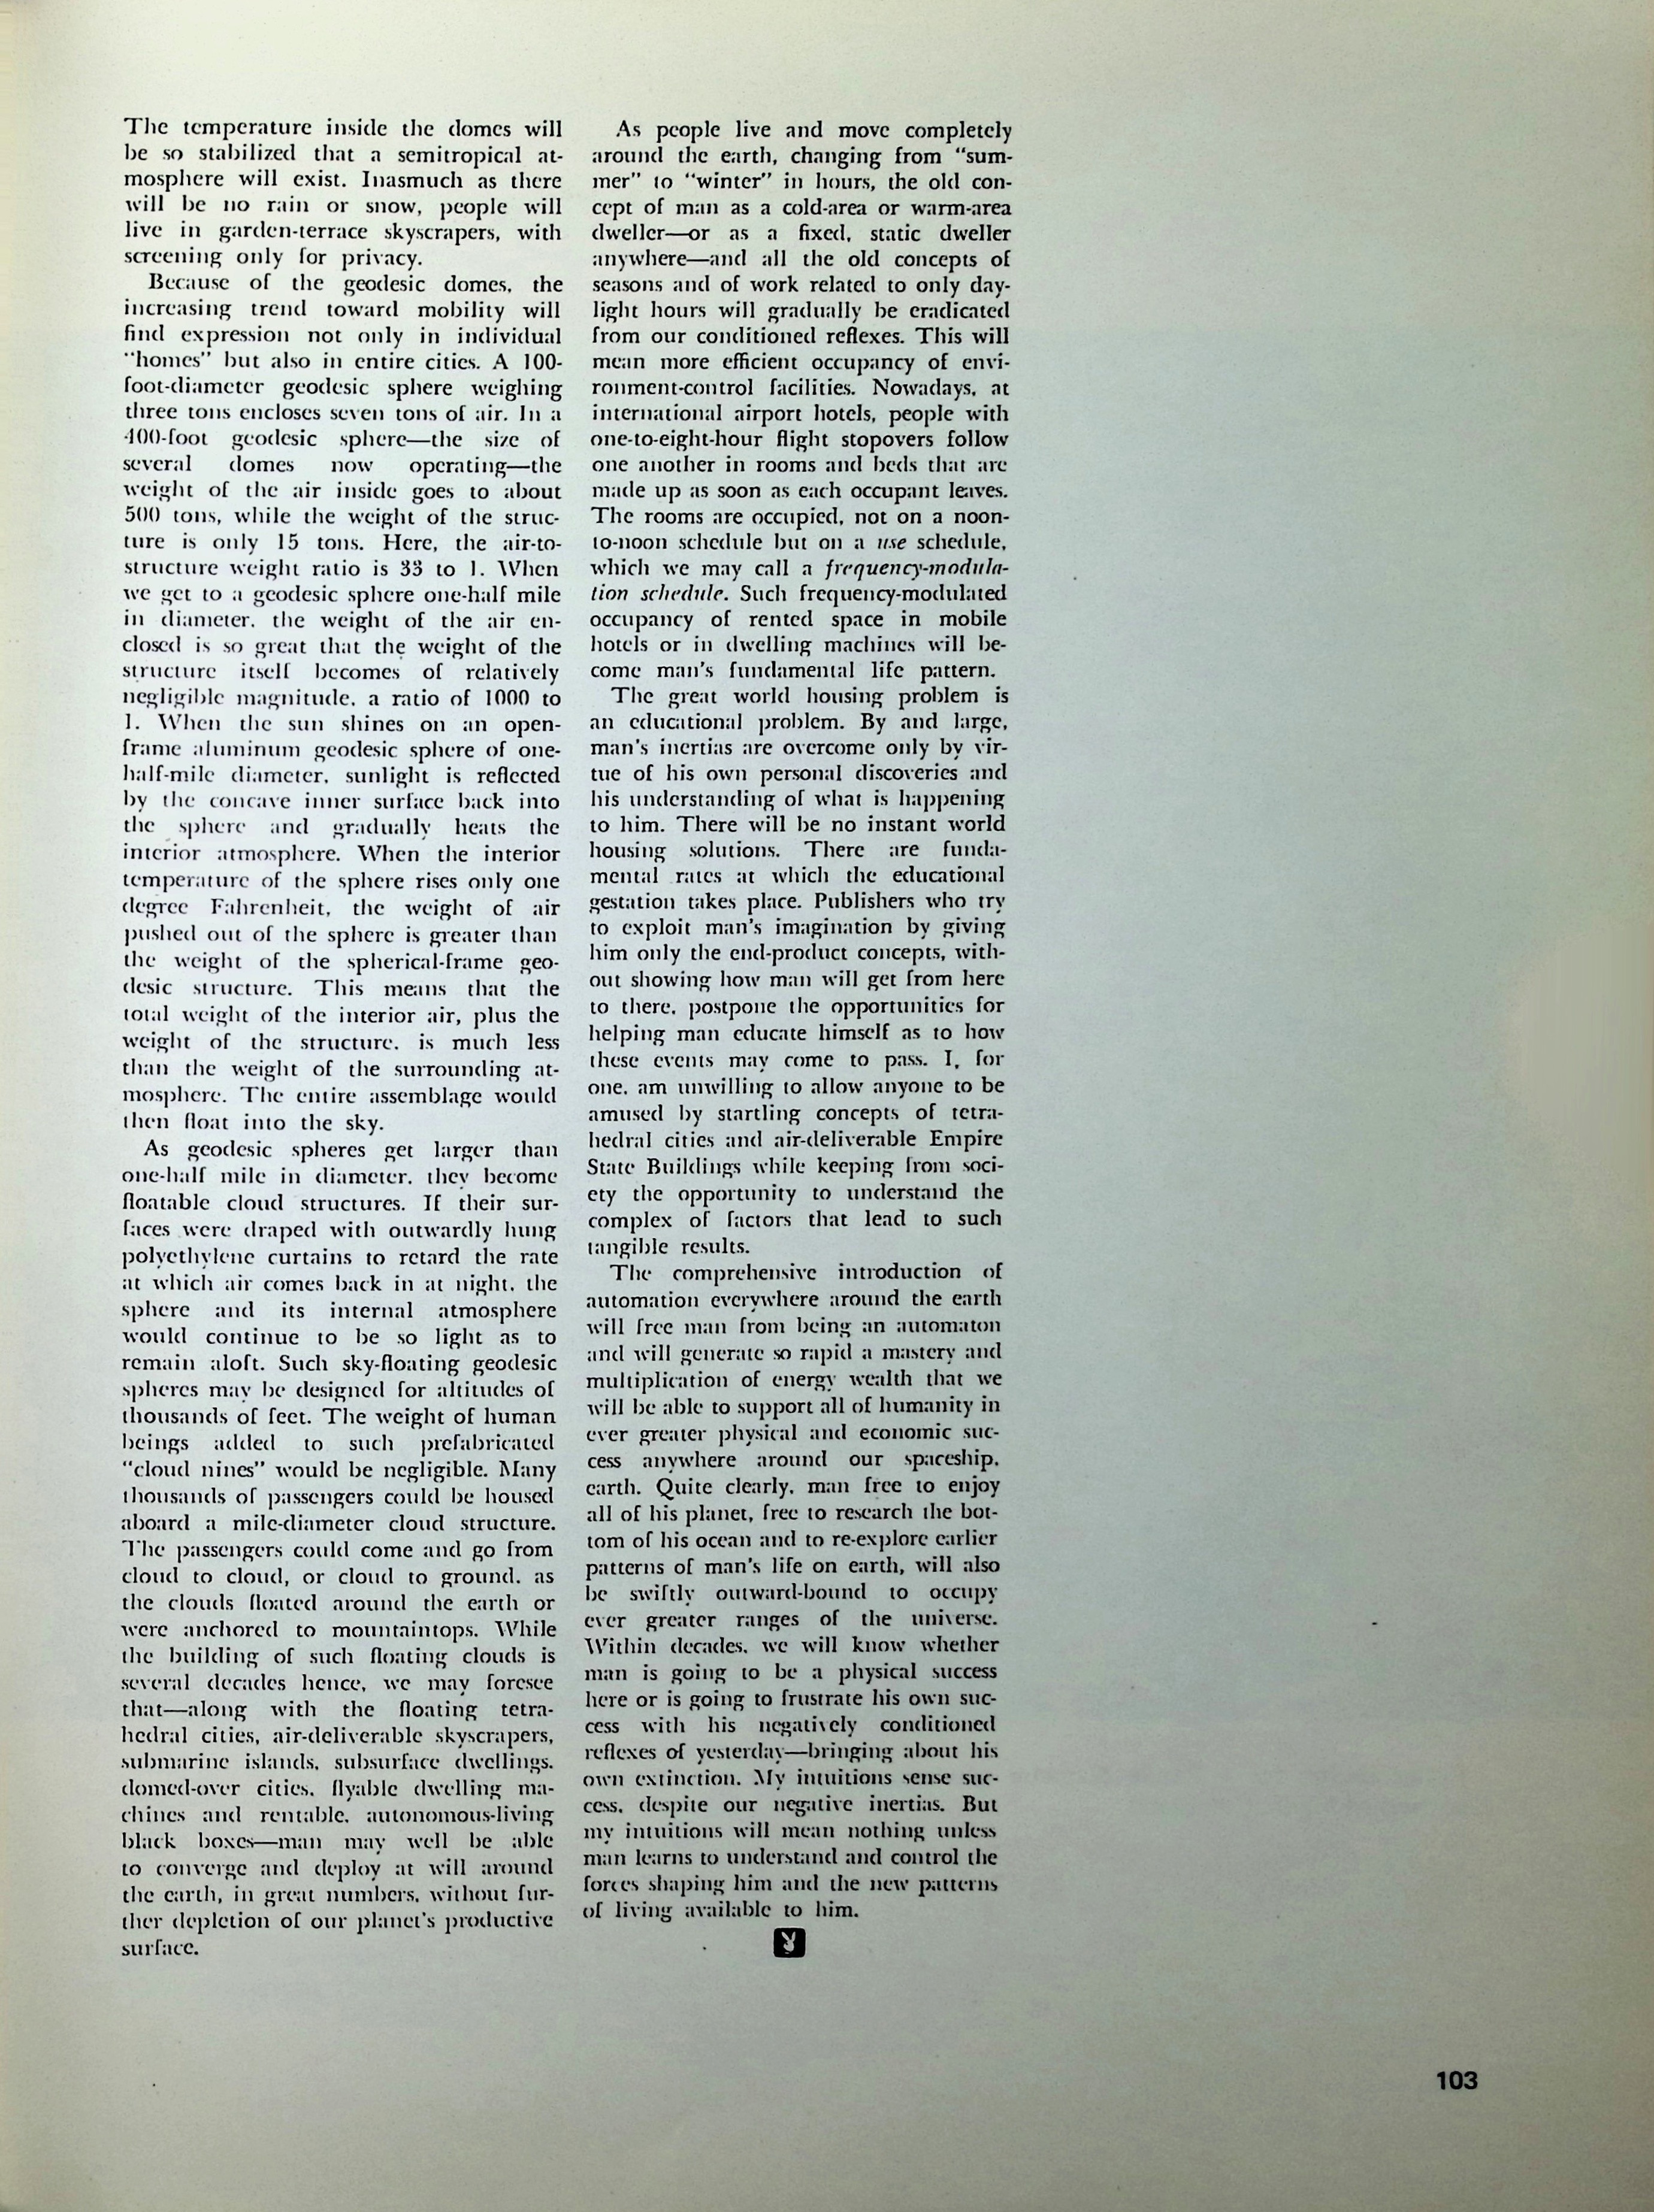 The temperature inside the domes will
be so stabilized that a semitropical at-
mosphere will exist. Inasmuch as there
will be no rain or snow, people will
live in garden-terrace skyscrapers, with
screening only for privacy.
Because of the geodesic domes, the
increasing trend toward mobility will
find expression not only in individual
"homes" but also in entire cities. A 100-
foot-diameter geodesic sphere weighing
three tons encloses seven tons of air. In a
400-foot geodesic sphere—the size of
several domes now operating—the
weight of the air inside goes to about
500 tons, while the weight of the struc-
ture is only 15 tons. Here, the air-to-
structure weight ratio is 33 to 1. When
we get to a geodesic sphere one-half mile
in diameter, the weight of the air en-
closed is so great that the weight of the
structure itself becomes of relatively
negligible magnitude, a ratio of 1000 to
1. When the sun shines on an open-
frame aluminum geodesic sphere of one-
half-mile diameter, sunlight is reflected
by the concave inner surface back into
the sphere and gradually heats the
interior atmosphere. When the interior
temperature of the sphere rises only one
degree Fahrenheit, the weight of air
pushed out of the sphere is greater than
the weight of the spherical-frame geo-
desic structure. This means that the
total weight of the interior air, plus the
weight of the structure, is much less
than the weight of the surrounding at-
mosphere. The entire assemblage would
then float into the sky.
As geodesic spheres get larger than
one-half mile in diameter, they become
floatable cloud structures. If their sur-
faces were draped with outwardly hung
polyethylene curtains to retard the rate
at which air comes back in at night, the
sphere and its internal atmosphere
would continue to be so light as to
remain aloft. Such sky-floating geodesic
spheres may be designed for altitudes of
thousands of feet. The weight of human
beings added to such prefabricated
"cloud nines" would be negligible. Many
thousands of passengers could be housed
aboard a mile-diameter cloud structure.
The passengers could come and go from
cloud to cloud, or cloud to ground, as
the clouds floated around the earth or
were anchored to mountaintops. While
the building of such floating clouds is
several decades hence, we may foresee
that—along with the floating tetra-
hedral cities, air-deliverable skyscrapers,
submarine islands, subsurface dwellings,
domed-over cities, flyable dwelling ma-
chines and rentable, autonomous-living
black boxes—man may well be able
to converge and deploy at will around
the earth, in great numbers, without fur-
ther depletion of our planet's productive
surface.
As people live and move completely
around the earth, changing from "sum-
mer" to "winter" in hours, the old con-
cept of man as a cold-area or warm-area
dweller—or as a fixed, static dweller
anywhere—and all the old concepts of
seasons and of work related to only day-
light hours will gradually be eradicated
from our conditioned reflexes. This will
mean more efficient occupancy of envi-
ronment-control facilities. Nowadays, at
international airport hotels, people with
one-to-eight-hour flight stopovers follow
one another in rooms and beds that are
made up as soon as each occupant leaves.
The rooms are occupied, not on a noon-
to-noon schedule but on a use schedule,
which we may call a frequency-modula-
tion schedule. Such frequency-modulated
occupancy of rented space in mobile
hotels or in dwelling machines will be-
come man's fundamental life pattern.
The great world housing problem is
an educational problem. By and large,
man's inertias are overcome only by vir-
tue of his own personal discoveries and
his understanding of what is happening
to him. There will be no instant world
housing solutions. There are funda-
mental rates at which the educational
gestation takes place. Publishers who try
to exploit man's imagination by giving
him only the end-product concepts, with-
out showing how man will get from here
to there, postpone the opportunities for
helping man educate himself as to how
these events may come to pass. I, for
one, am unwilling to allow anyone to be
amused by startling concepts of tetra-
hedral cities and air-deliverable Empire
State Buildings while keeping from soci-
ety the opportunity to understand the
complex of factors that lead to such
tangible results.
The comprehensive introduction of
automation everywhere around the earth
will free man from being an automaton
and will generate so rapid a mastery and
multiplication of energy wealth that we
will be able to support all of humanity in
ever greater physical and economic suc-
cess anywhere around our spaceship,
earth. Quite clearly, man free to enjoy
all of his planet, free to research the bot-
tom of his ocean and to re-explore earlier
patterns of man's life on earth, will also
be swiftly outward-bound to occupy
ever greater ranges of the universe.
Within decades, we will know whether
man is going to be a physical success
here or is going to frustrate his own suc-
cess with his negatively conditioned
reflexes of yesterday—bringing about his
own extinction. My intuitions sense suc-
cess, despite our negative inertias. But
my intuitions will mean nothing unless
man learns to understand and control the
forces shaping him and the new patterns
of living available to him.
103